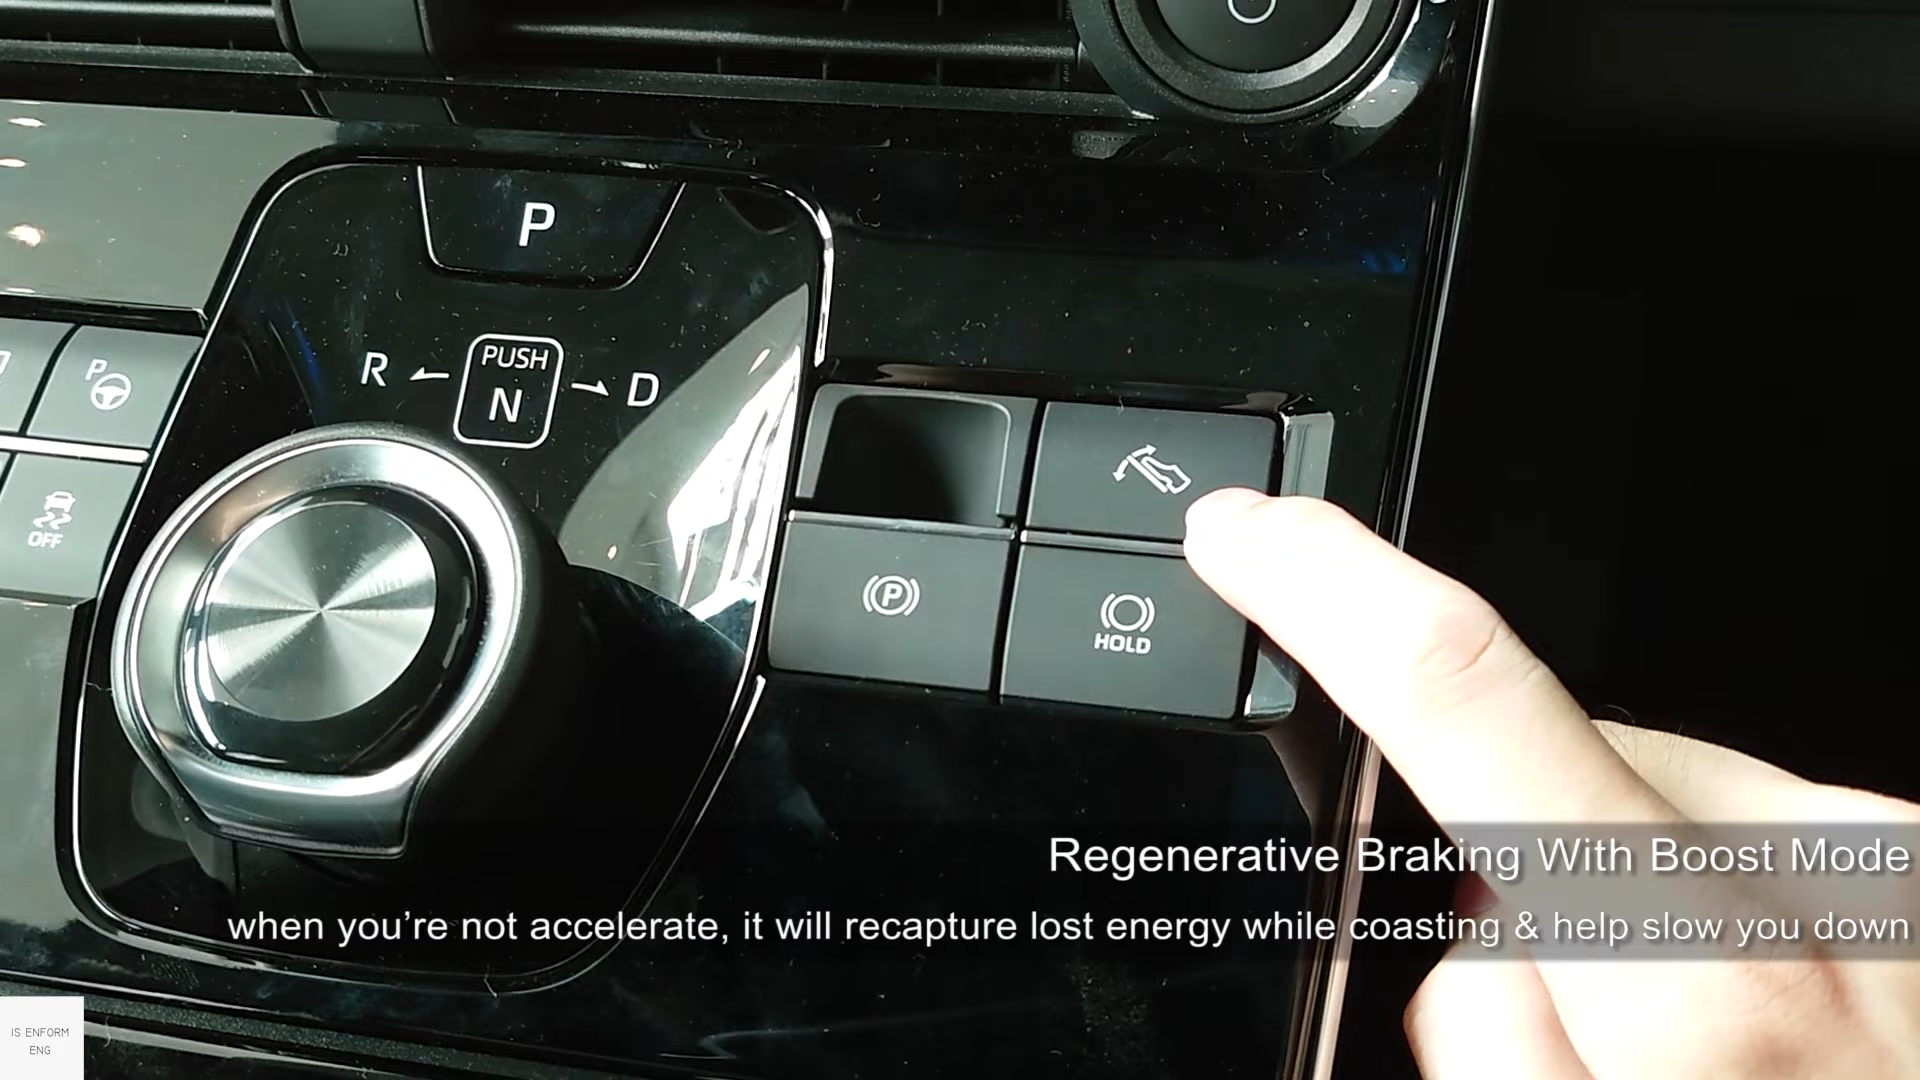 P
PUSH
R N D
P
OFF
P
HOLD
Regenerative Braking With Boost Mode
when you're not accelerate, it will recapture lost energy while coasting & help slow you down
IS ENFORM
ENG